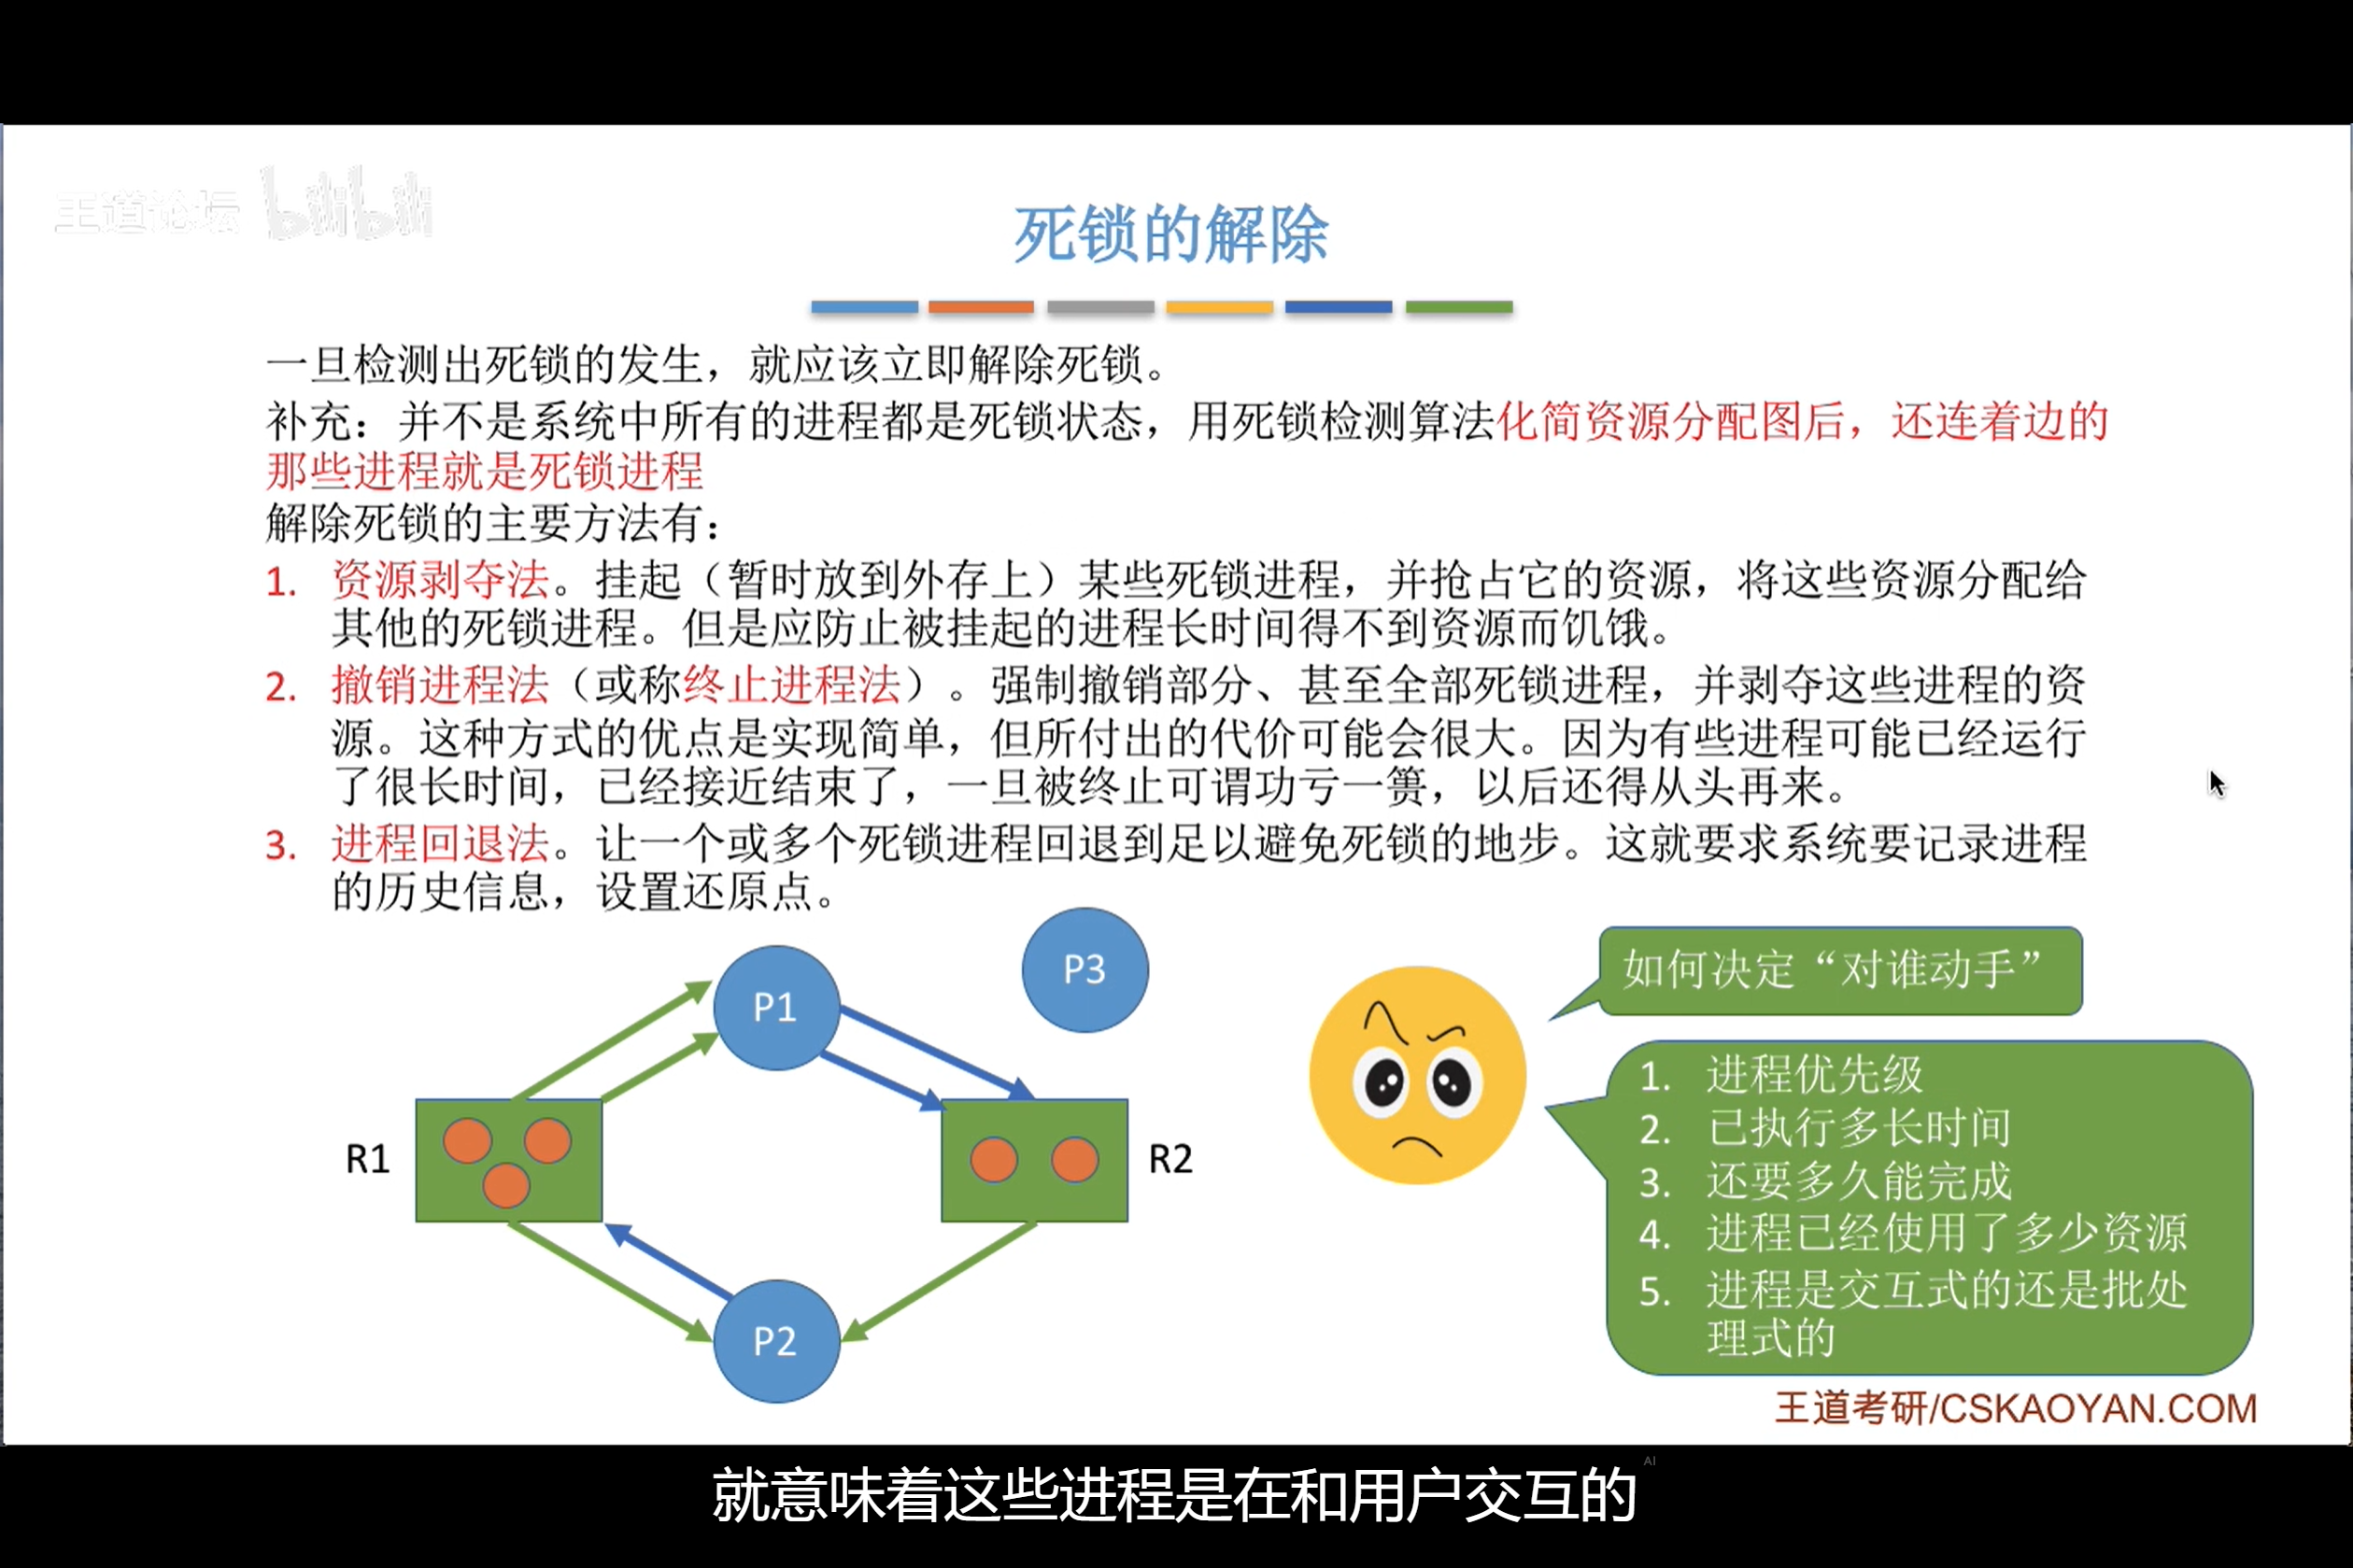 王道论坛 bilibili
死锁的解除
一旦检测出死锁的发生，就应该立即解除死锁。
补充：并不是系统中所有的进程都是死锁状态，用死锁检测算法化简资源分配图后，还连着边的
那些进程就是死锁进程
解除死锁的主要方法有：
1. 资源剥夺法。挂起（暂时放到外存上）某些死锁进程，并抢占它的资源，将这些资源分配给
其他的死锁进程。但是应防止被挂起的进程长时间得不到资源而饥饿。
2. 撤销进程法（或称终止进程法）。强制撤销部分、甚至全部死锁进程，并剥夺这些进程的资
源。这种方式的优点是实现简单，但所付出的代价可能会很大。因为有些进程可能已经运行
了很长时间，已经接近结束了，一旦被终止可谓功亏一篑，以后还得从头再来。
3. 进程回退法。让一个或多个死锁进程回退到足以避免死锁的地步。这就要求系统要记录进程
的历史信息，设置还原点。
P1
P3
R1
R2
P2
如何决定“对谁动手”
1. 进程优先级
2. 已执行多长时间
3. 还要多久能完成
4. 进程已经使用了多少资源
5. 进程是交互式的还是批处
理式的
王道考研/CSKAOYAN.COM
就意味着这些进程是在和用户交互的
AI